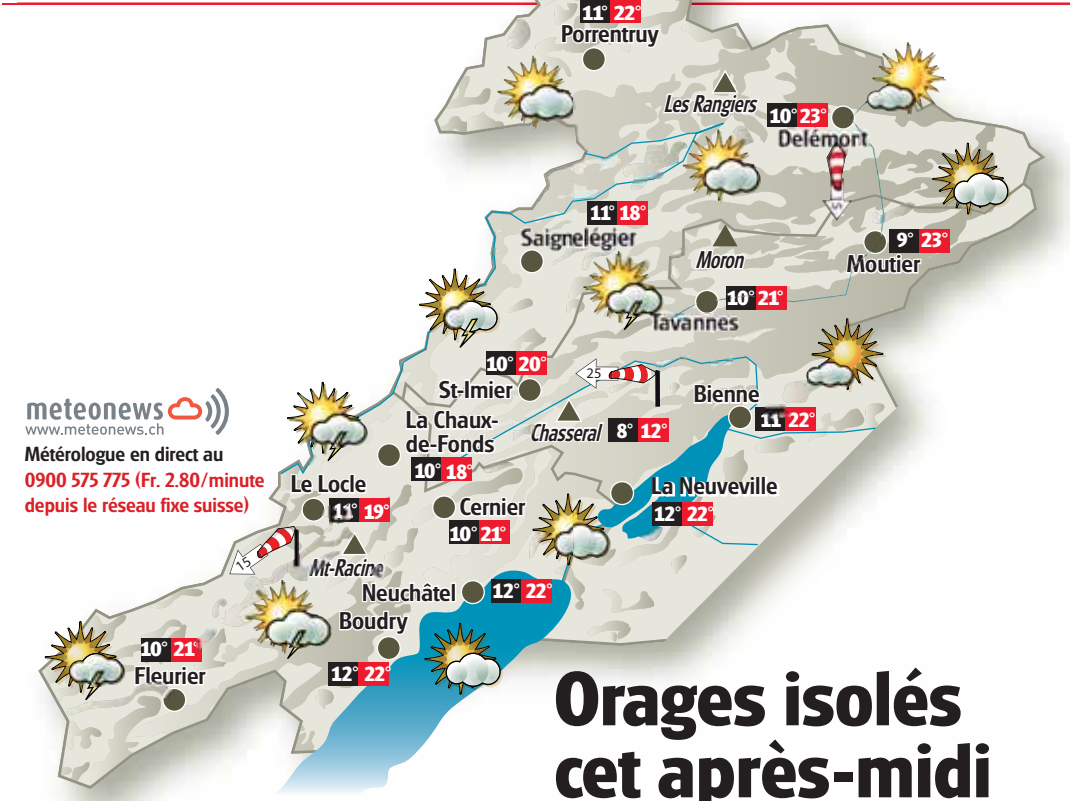 11° 22°
Porrentruy
Les Rangiers
10° 23°
Delémont
5
11° 18°
Saignelégier
Moron
9° 23°
Moutier
10° 21°
Tavannes
10° 20°
St-Imier
25
Chasseral 8° 12°
Bienne
11° 22°
meteonews
www.meteonews.ch
Métérologue en direct au
0900 575 775 (Fr. 2.80/minute
depuis le réseau fixe suisse)
La Chaux-
de-Fonds
10° 18°
Le Locle
11° 19°
Cernier
10° 21°
La Neuveville
12° 22°
15
Mt-Racine
Neuchâtel 12° 22°
Boudry
12° 22°
10° 21°
Fleurier
Orages isolés
cet après-midi